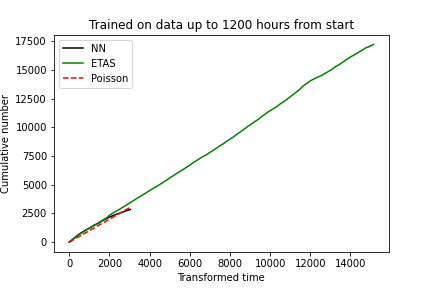 Trained on data up to 1200 hours from start
17500
15000
12500
10000
7500
5000
2500
0
Cumulative number
NN
ETAS
Poisson
0 2000 4000 6000 8000 10000 12000 14000
Transformed time